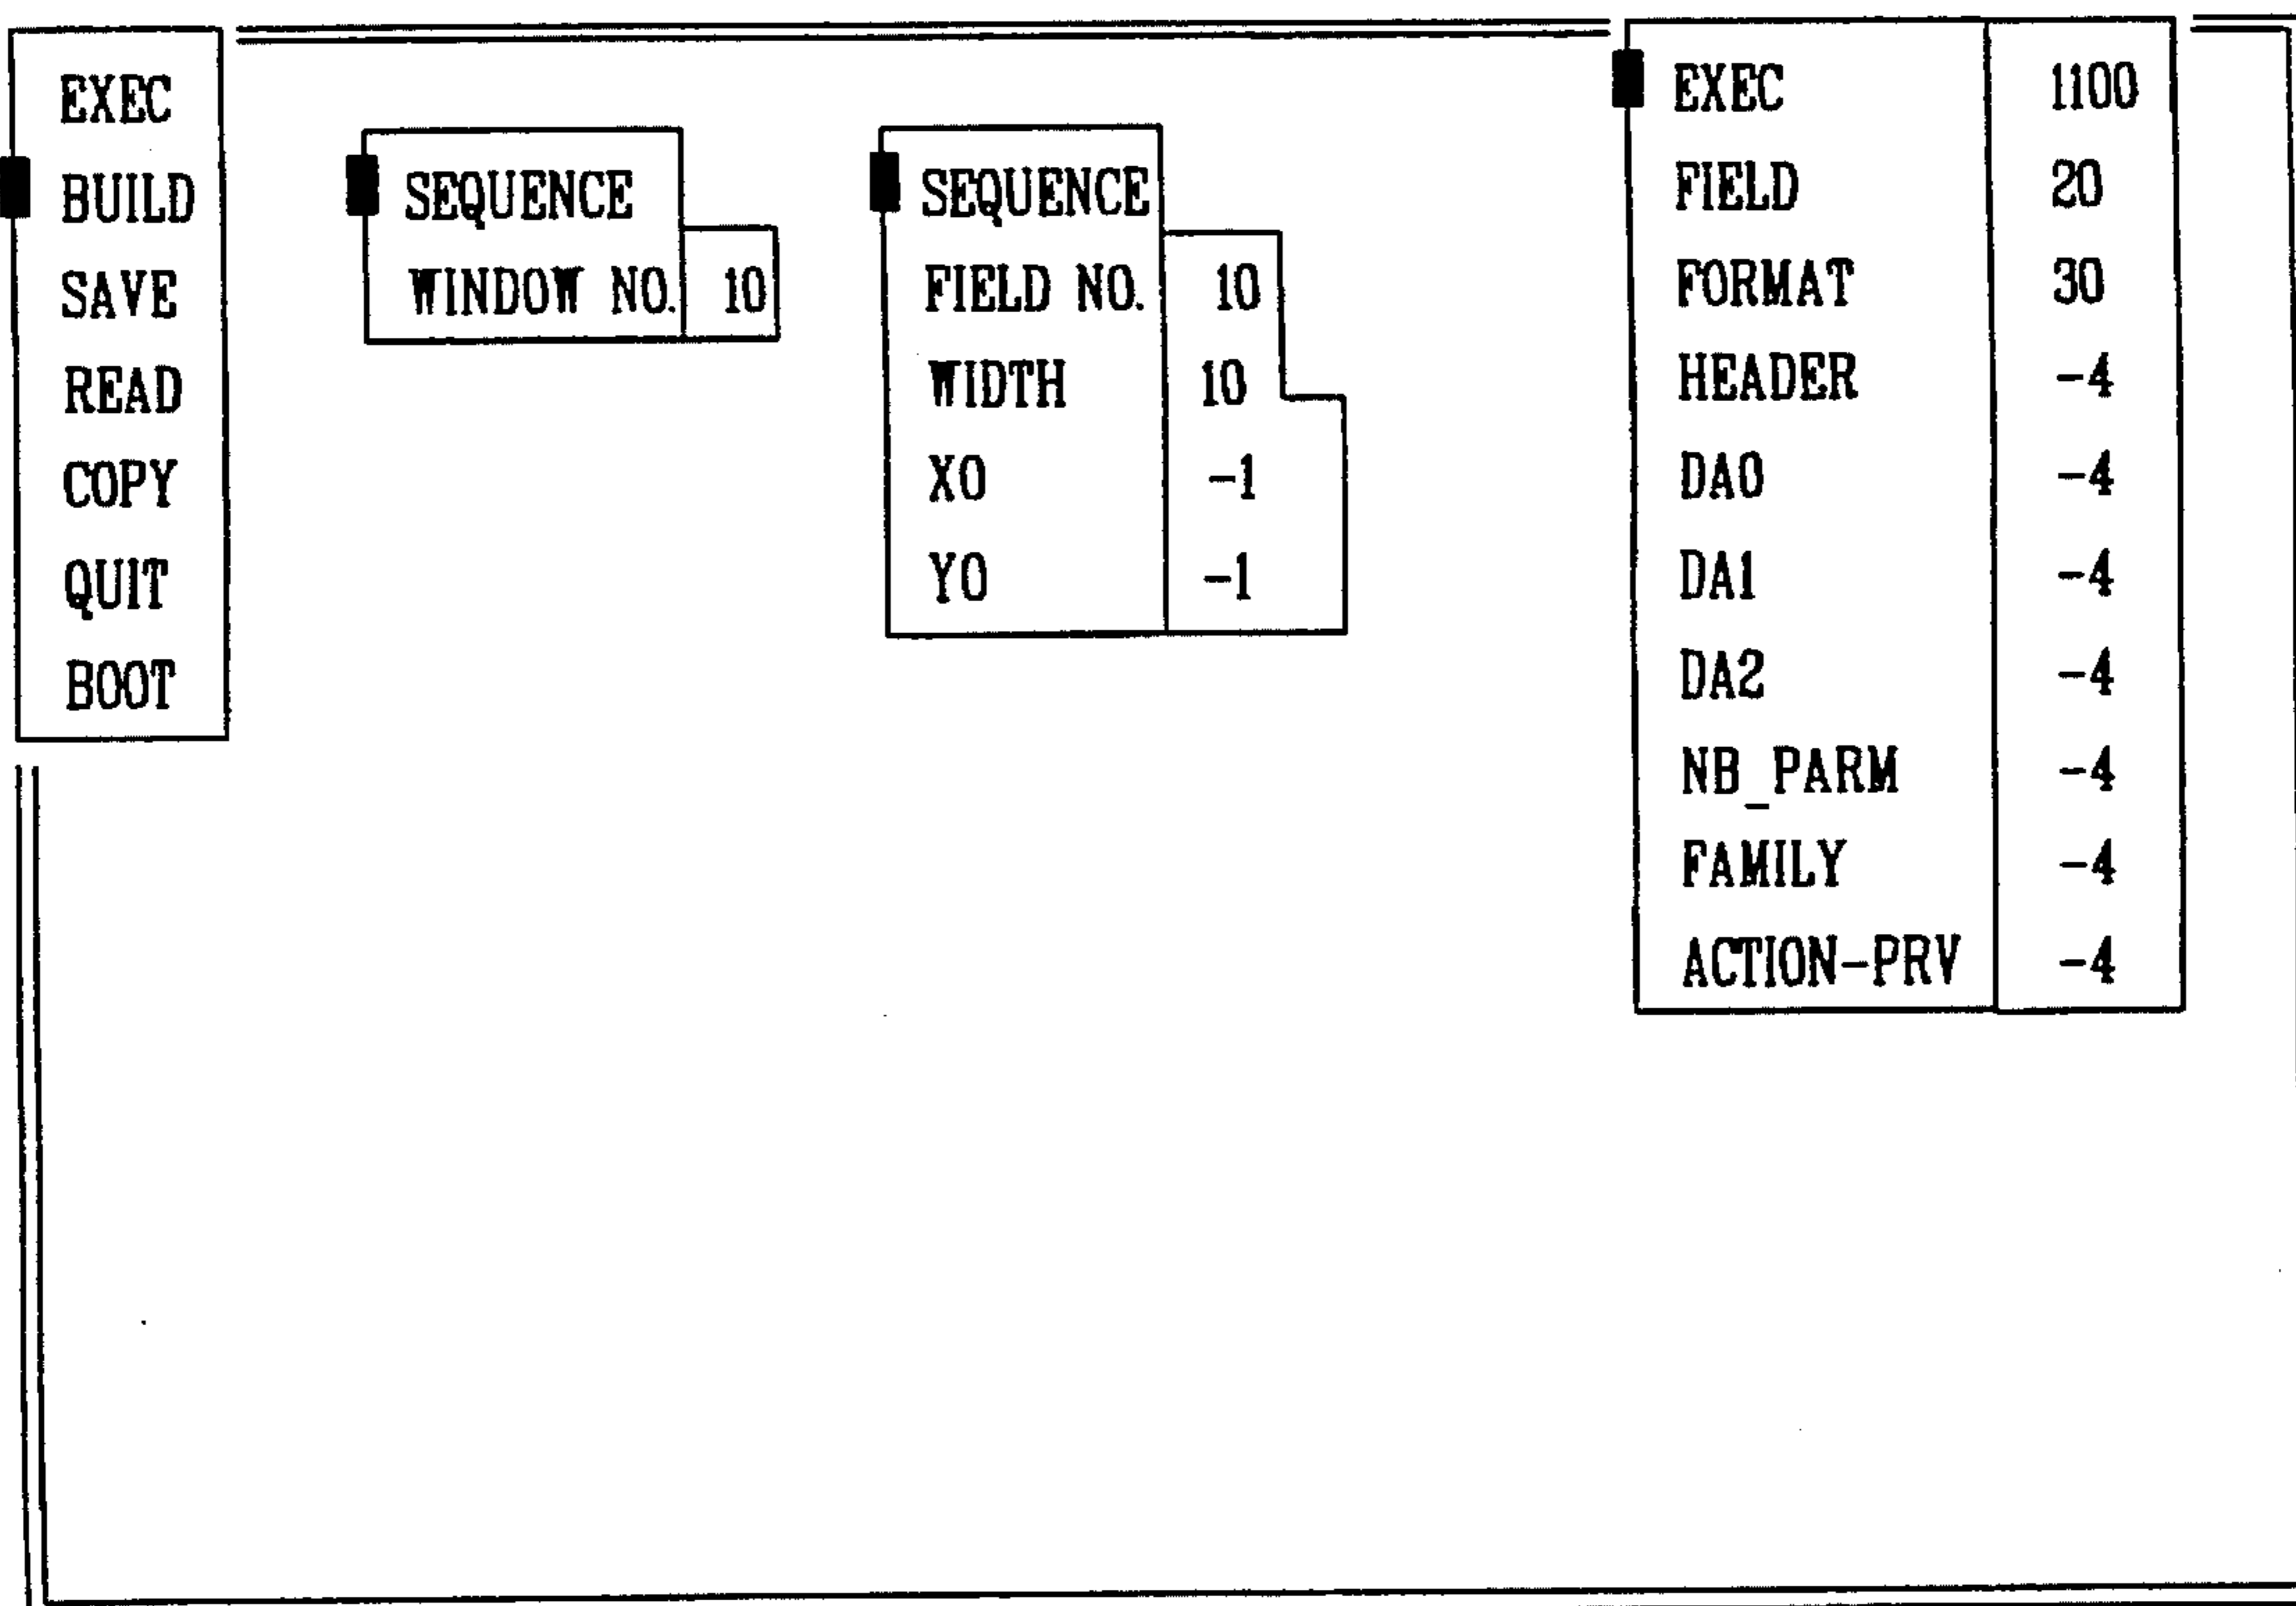 EXEC
BUILD
SAVE
READ
COPY
QUIT
BOOT
SEQUENCE
WINDOW NO. 10
SEQUENCE
FIELD NO. 10
WIDTH 10
X0 -1
Y0 -1
EXEC 1100
FIELD 20
FORMAT 30
HEADER -4
DA0 -4
DA1 -4
DA2 -4
NB_PARM -4
FAMILY -4
ACTION-PRV -4